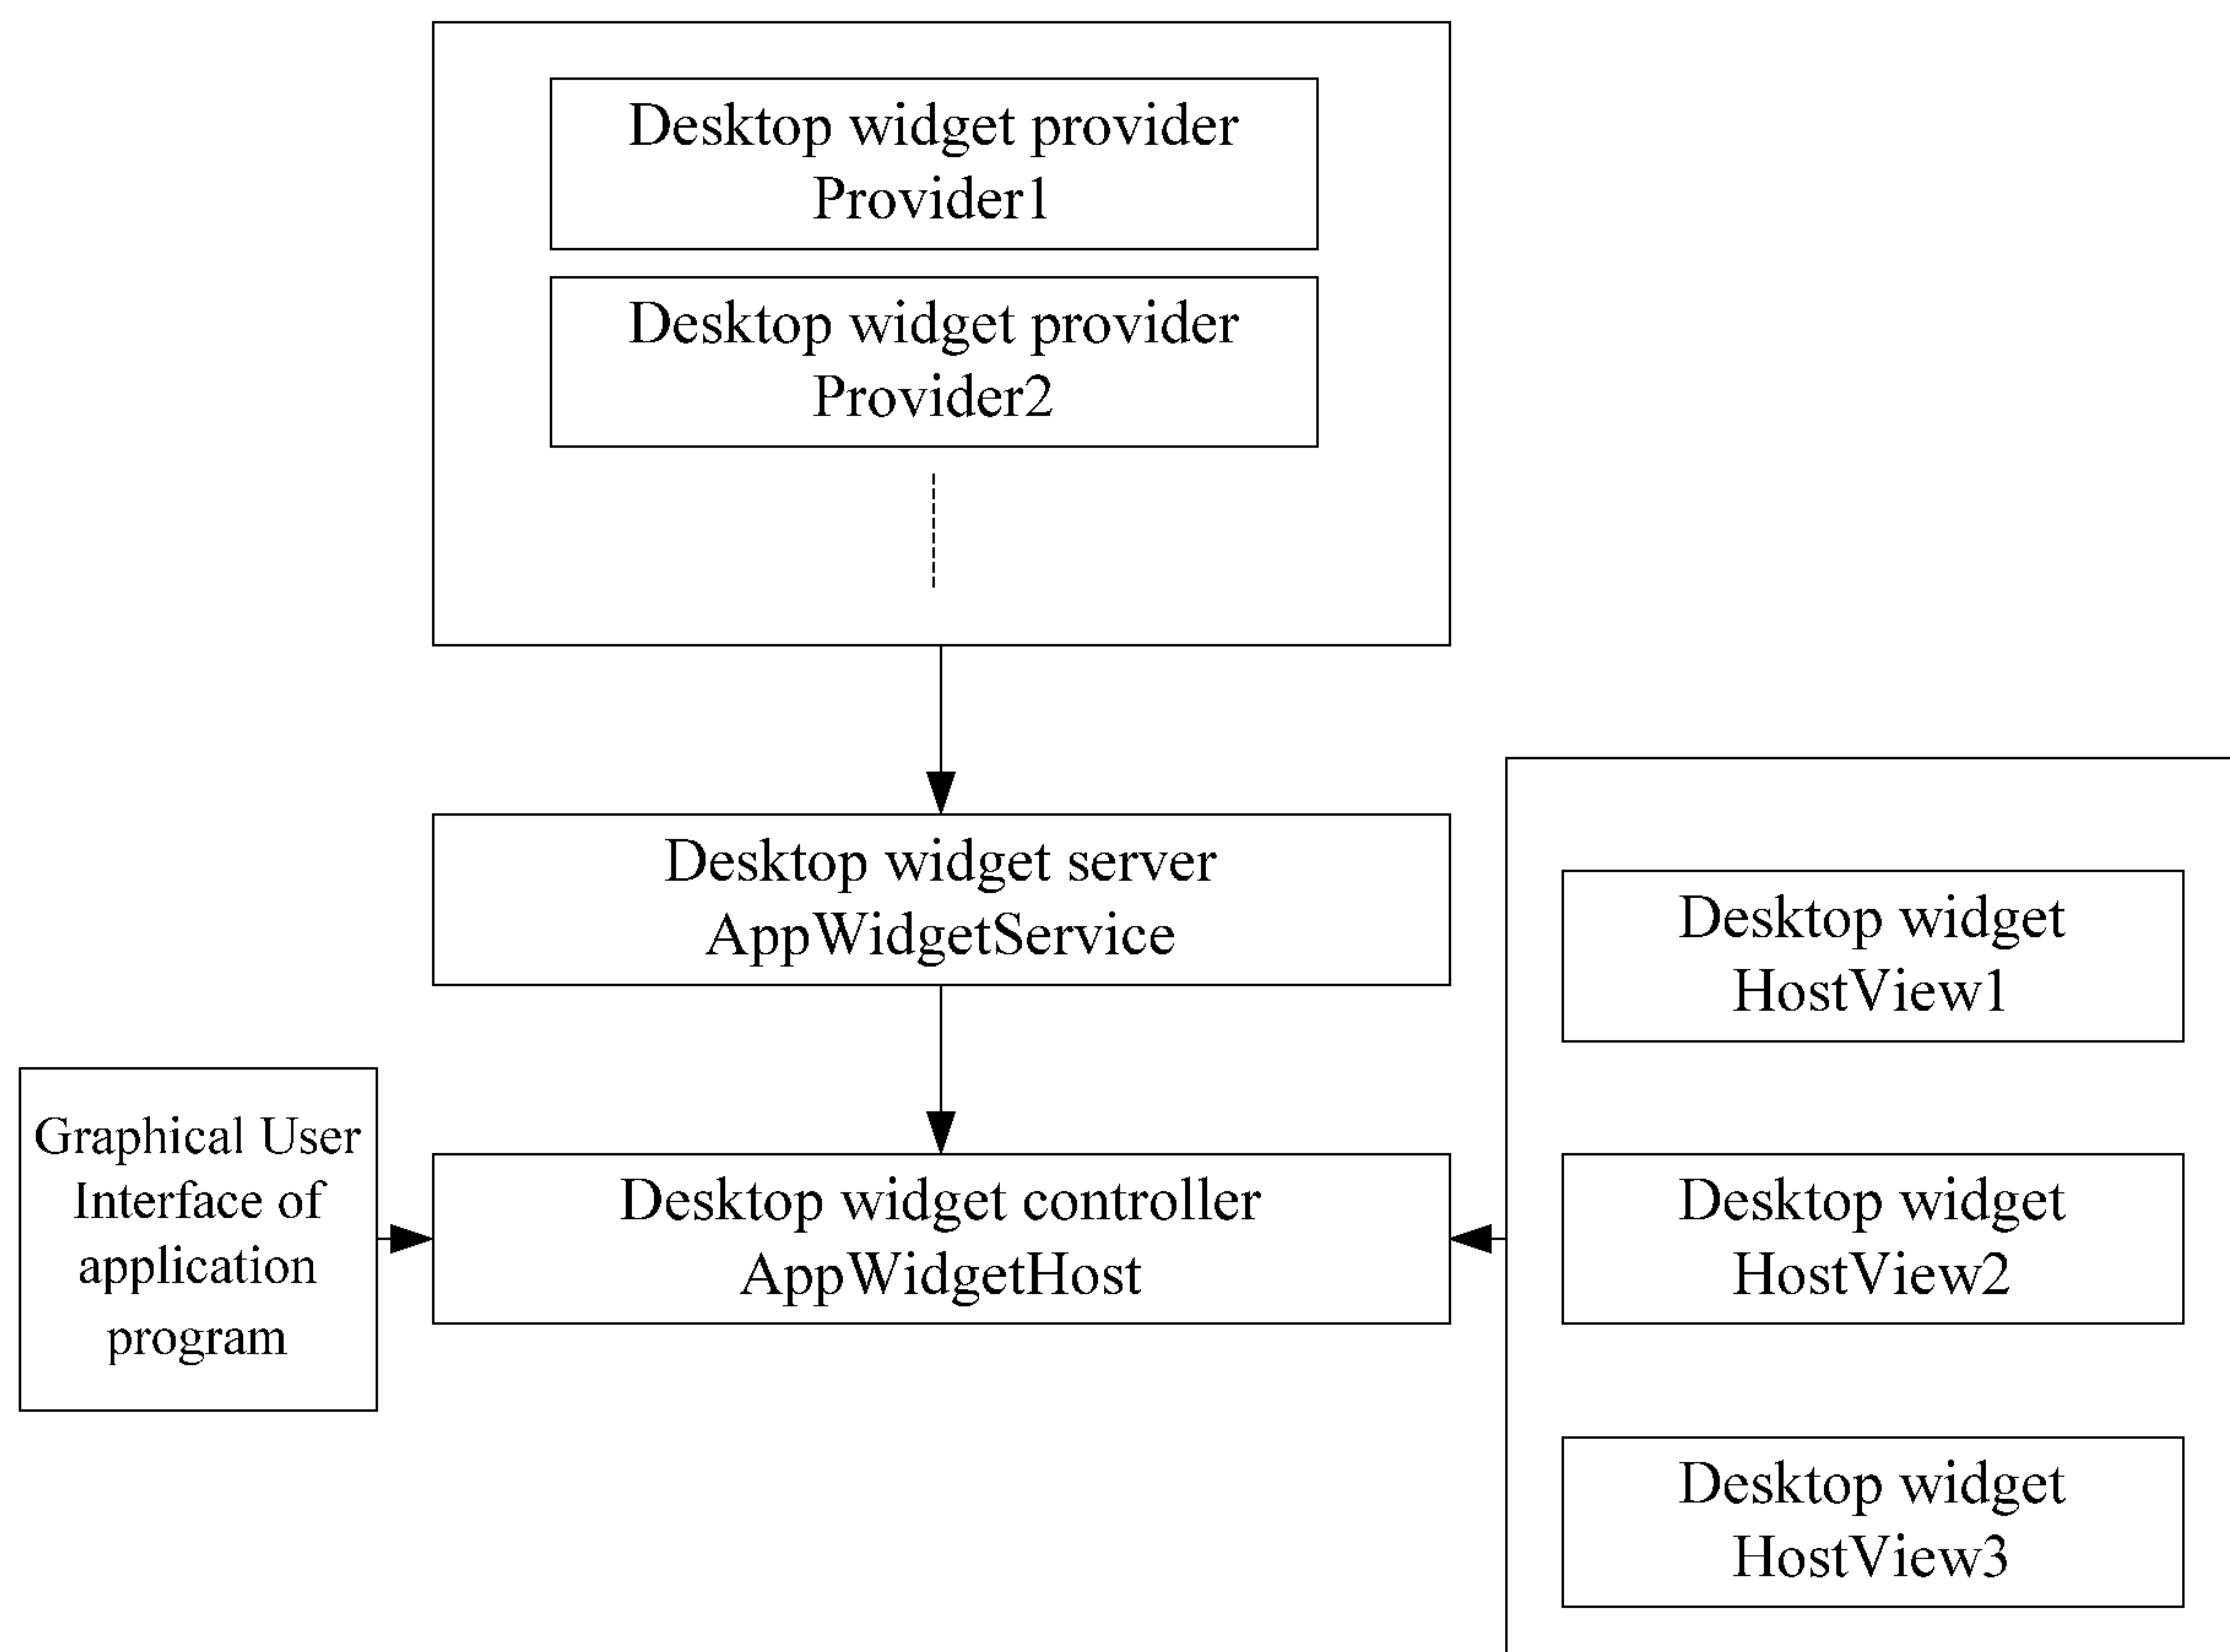 Desktop widget provider
Provider1
Desktop widget provider
Provider2
Desktop widget server
AppWidgetService
Desktop widget
HostView1
Graphical User
Interface of
application
program
Desktop widget controller
AppWidgetHost
Desktop widget
HostView2
Desktop widget
HostView3